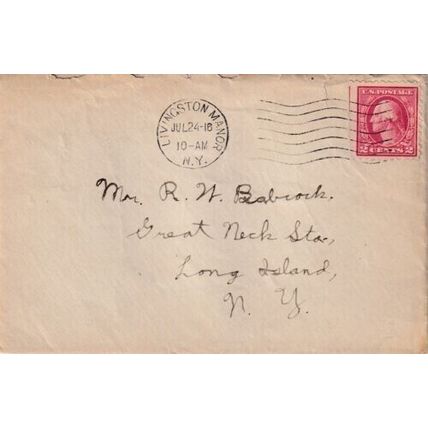 LIVINGSTON MANOR
JUL 24-16
10-AM
N.Y.
U.S. POSTAGE
2 CENTS 2
Mr. R. W. Babcock.
Great Neck Sta.,
Long Island,
N. Y.